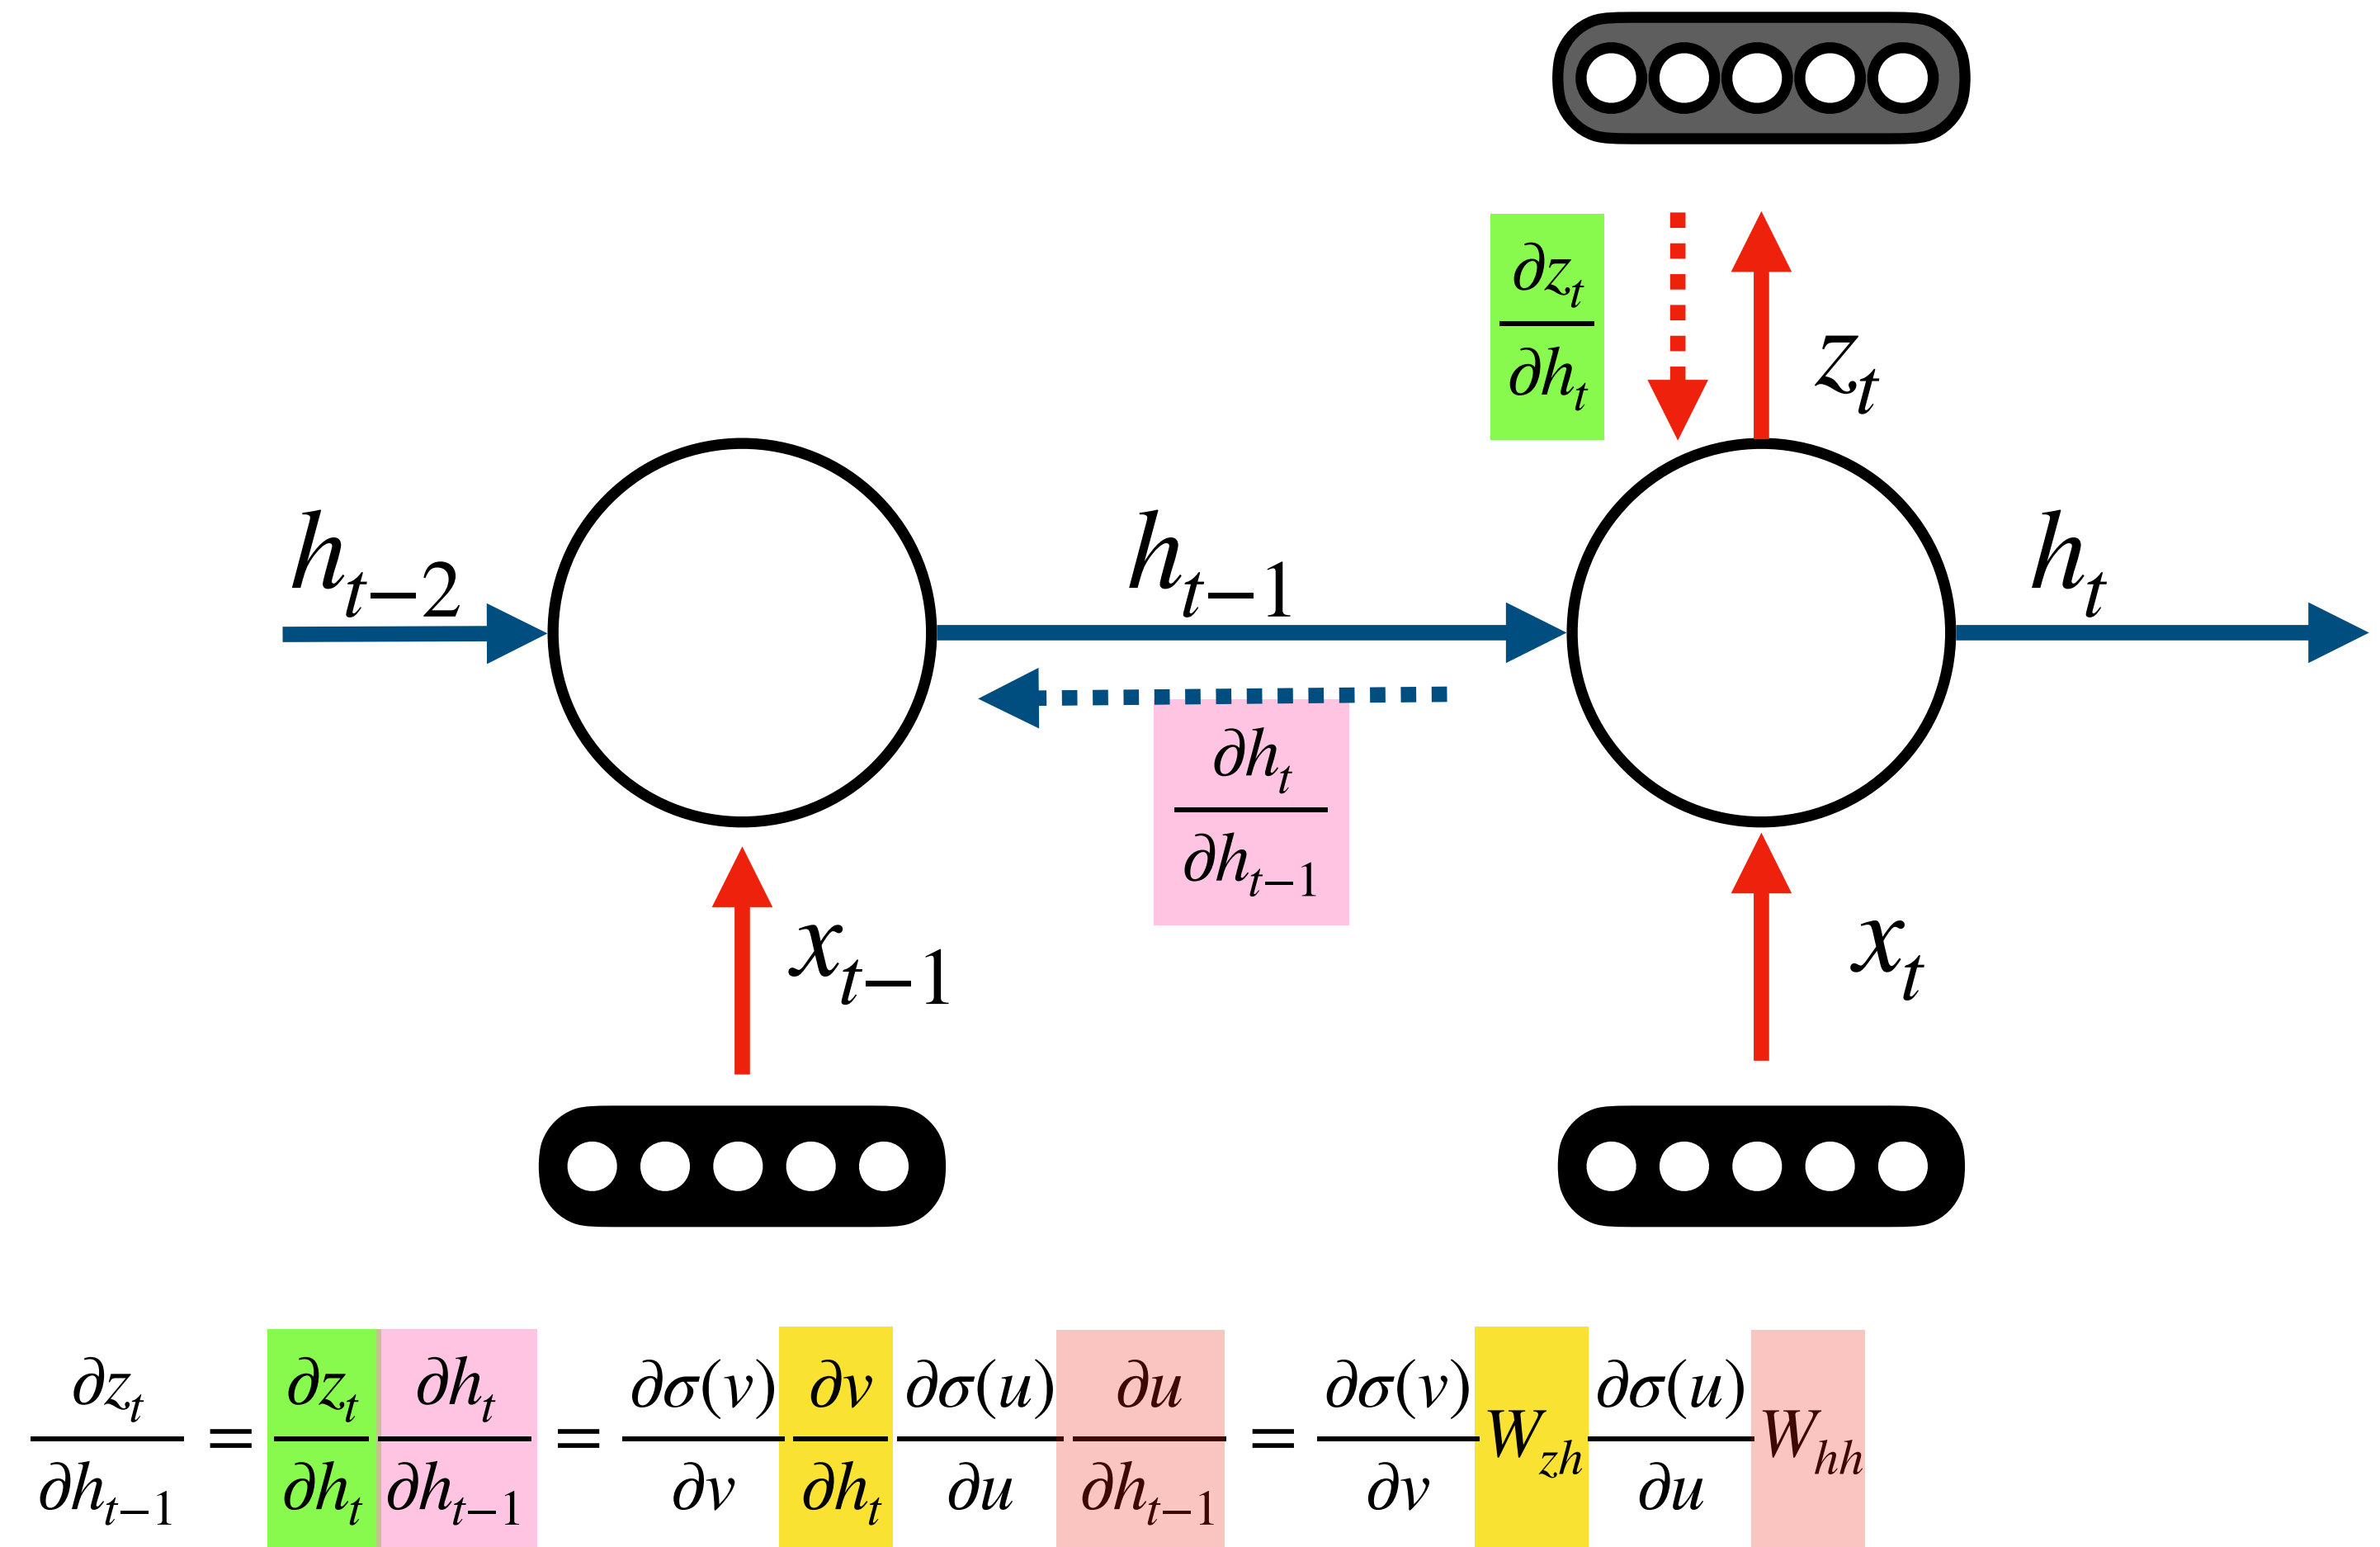 ∂z_t/∂h_t
z_t
h_{t−2}
h_{t−1}
h_t
∂h_t/∂h_{t−1}
x_{t−1}
x_t
∂z_t/∂h_{t−1} = ∂z_t/∂h_t ∂h_t/∂h_{t−1} = ∂σ(v)/∂v ∂v/∂h_t ∂σ(u)/∂u ∂u/∂h_{t−1} = ∂σ(v)/∂v w_{zh} ∂σ(u)/∂u w_{hh}